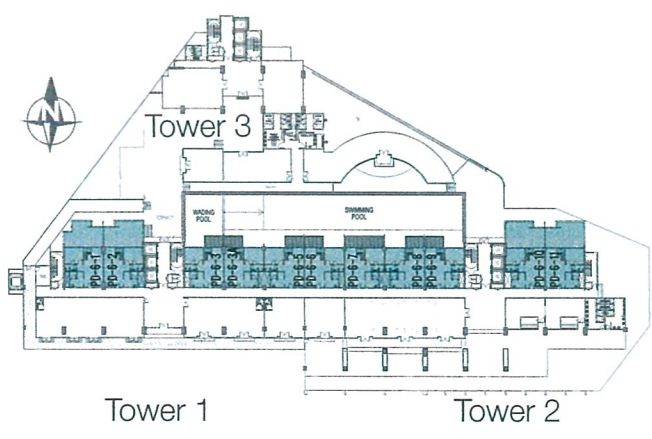 N
Tower 3
WADING
POOL
SWIMMING
POOL
PD-6-1
PD-6-2
PD-6-3
PD-6-3A
PD-6-5
PD-6-6
PD-6-7
PD-6-8
PD-6-9
PD-6-10
PD-6-11
Tower 1
Tower 2